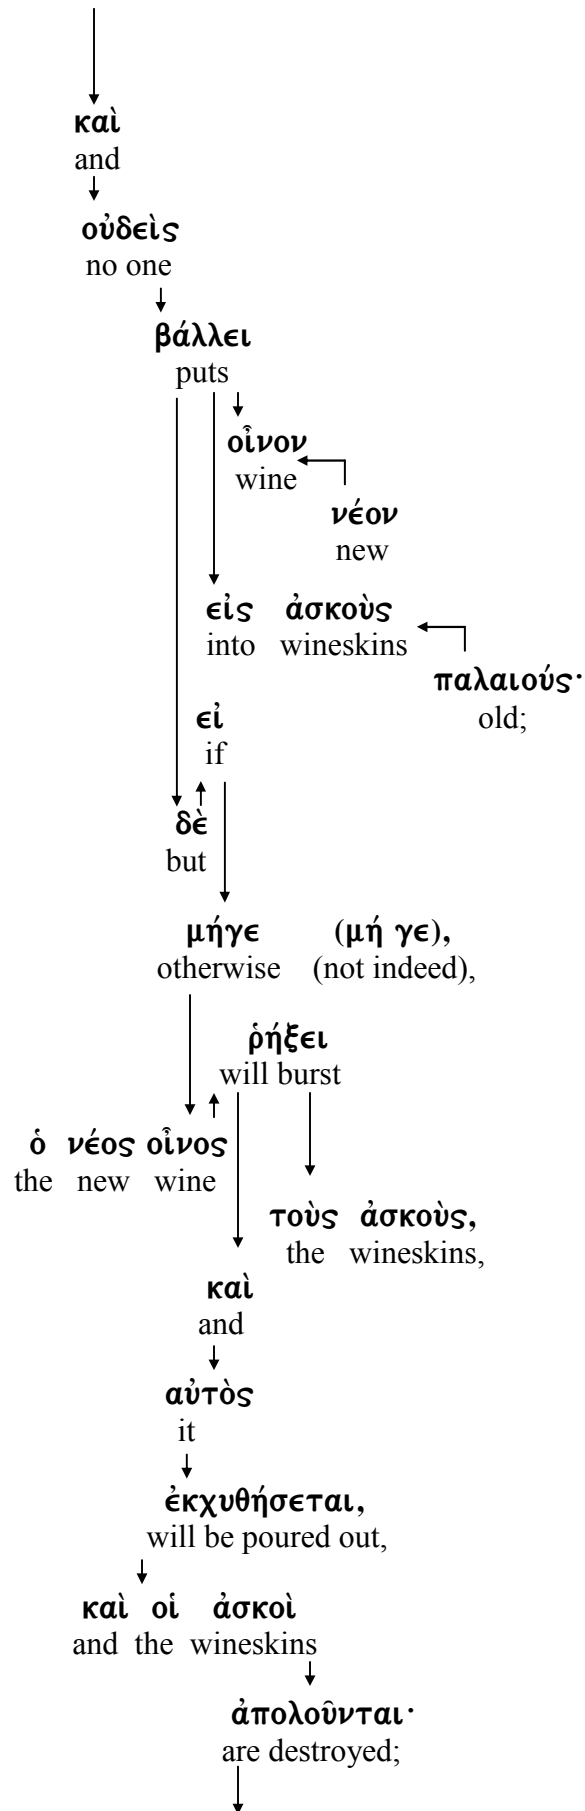 καὶ
and
οὐδεὶς
no one
βάλλει
puts
οἶνον
wine
νέον
new
εἰς ἀσκοὺς
into wineskins
παλαιούς·
old;
εἰ
if
δὲ
but
μήγε (μή γε),
otherwise (not indeed),
ῥήξει
will burst
ὁ νέος οἶνος
the new wine
τοὺς ἀσκοὺς,
the wineskins,
καὶ
and
αὐτὸς
it
ἐκχυθήσεται,
will be poured out,
καὶ οἱ ἀσκοὶ
and the wineskins
ἀπολοῦνται·
are destroyed;